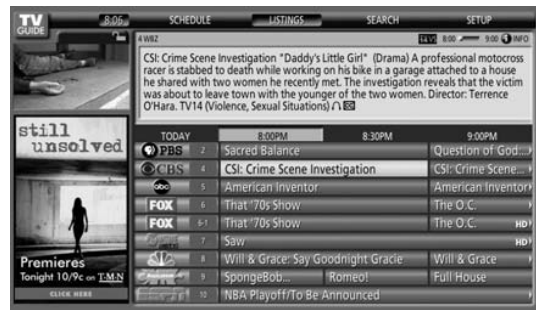 TV GUIDE 8:06 SCHEDULE LISTINGS SEARCH SETUP
4 WBZ 8:00 9:00 INFO
CSI: Crime Scene Investigation "Daddy's Little Girl" (Drama) A professional motocross
racer is stabbed to death while working on his bike in a garage attached to a house
he shared with two women he recently met. The investigation reveals that the victim
was about to leave town with the younger of the two women. Director: Terrence
O'Hara. TV14 (Violence, Sexual Situations)
still
unsolved
Premieres
Tonight 10/9c on T·M·N
CLICK HERE
TODAY 8:00PM 8:30PM 9:00PM
PBS 2 Sacred Balance Question of God...
CBS 4 CSI: Crime Scene Investigation CSI: Crime Scene...
abc 5 American Inventor American Inventor
FOX 6 That '70s Show The O.C.
FOX 6-1 That '70s Show The O.C. HD
7 Saw HD
8 Will & Grace: Say Goodnight Gracie Will & Grace
9 SpongeBob... Romeo! Full House
10 NBA Playoff/To Be Announced